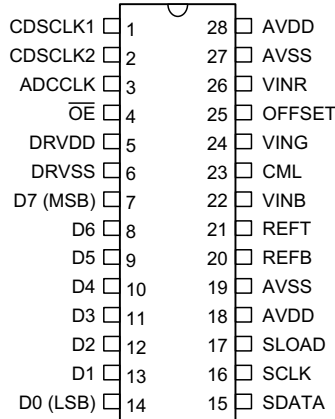 CDSCLK1 1 28 AVDD
CDSCLK2 2 27 AVSS
ADCCLK 3 26 VINR
OE 4 25 OFFSET
DRVDD 5 24 VING
DRVSS 6 23 CML
D7 (MSB) 7 22 VINB
D6 8 21 REFT
D5 9 20 REFB
D4 10 19 AVSS
D3 11 18 AVDD
D2 12 17 SLOAD
D1 13 16 SCLK
D0 (LSB) 14 15 SDATA